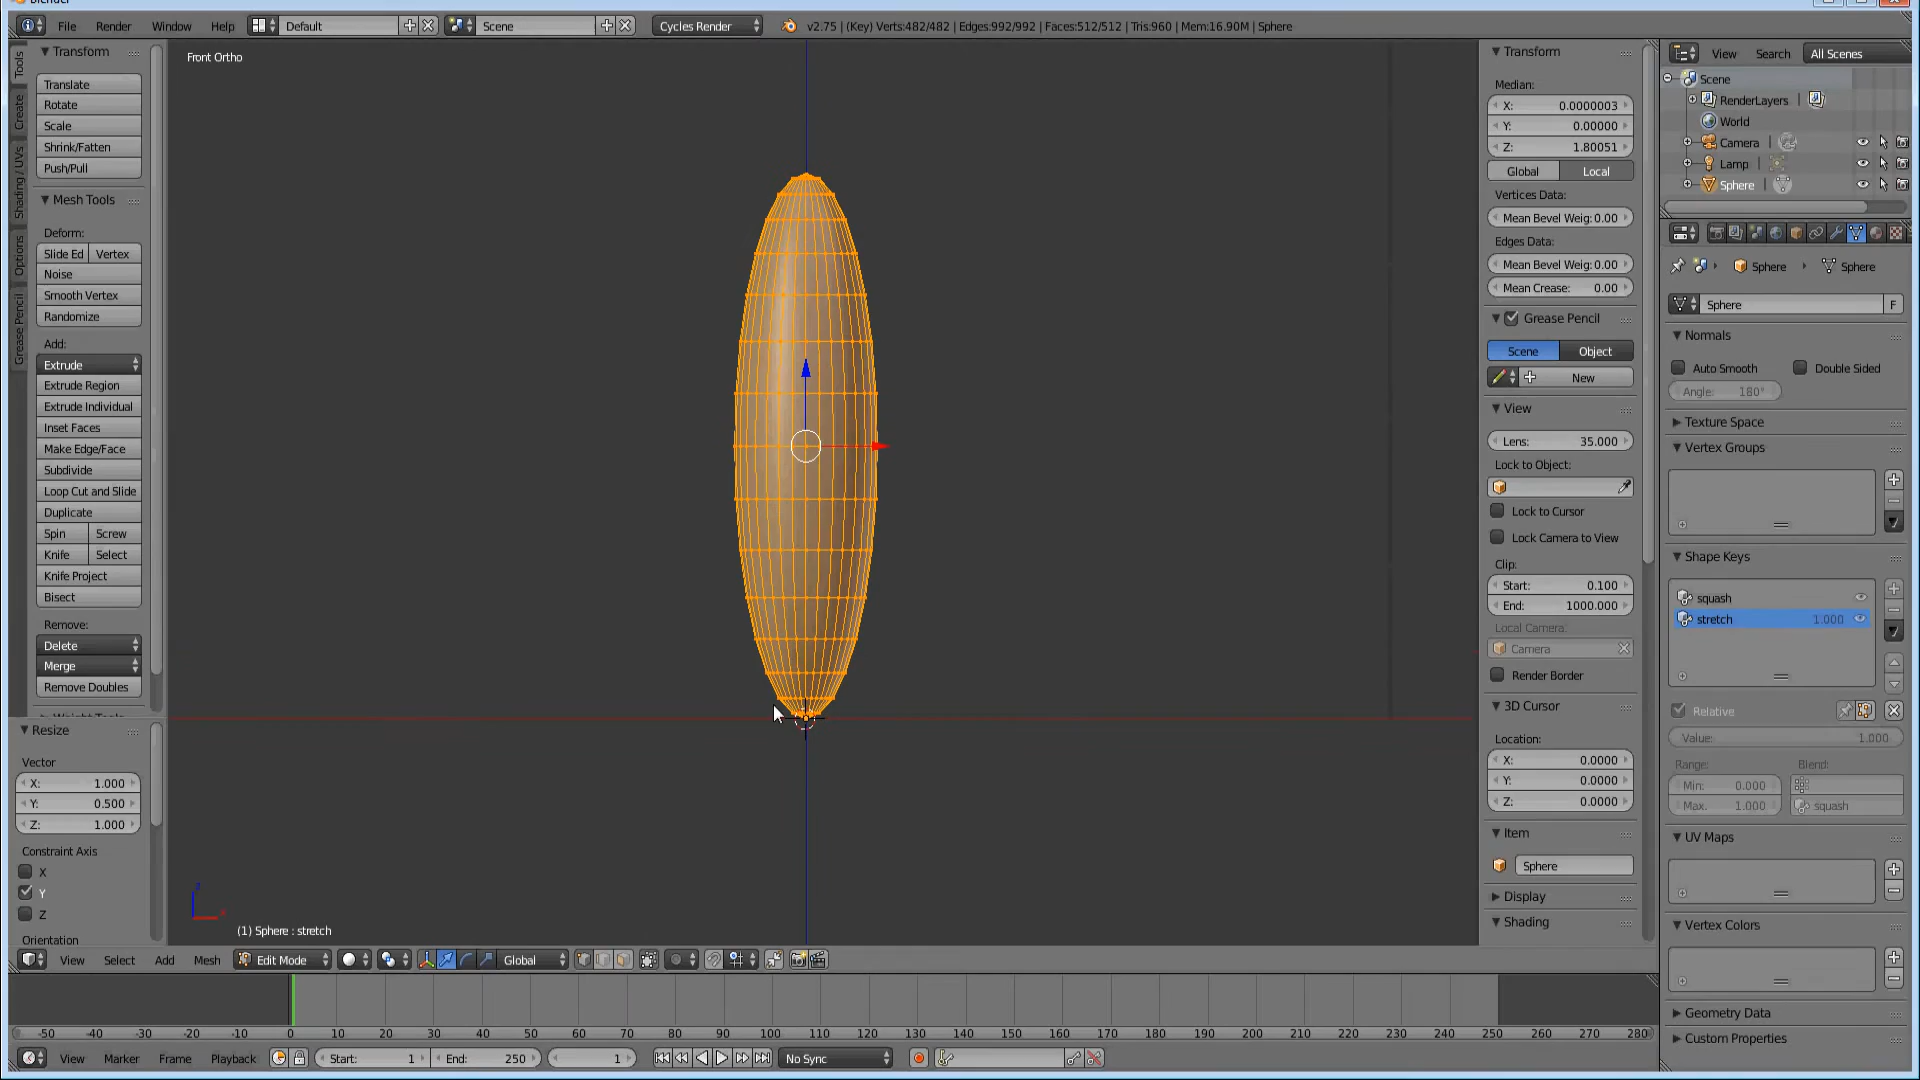 Blender
File Render Window Help Default Scene Cycles Render v2.75 | (Key) Verts:482/482 | Edges:992/992 | Faces:512/512 | Tris:960 | Mem:16.90M | Sphere
Tools
Create
Shading / UVs
Options
Grease Pencil
Transform
Translate
Rotate
Scale
Shrink/Fatten
Push/Pull
Mesh Tools
Deform:
Slide Ed Vertex
Noise
Smooth Vertex
Randomize
Add:
Extrude
Extrude Region
Extrude Individual
Inset Faces
Make Edge/Face
Subdivide
Loop Cut and Slide
Duplicate
Spin Screw
Knife Select
Knife Project
Bisect
Remove:
Delete
Merge
Remove Doubles
Weight Tools
Resize
Vector
X: 1.000
Y: 0.500
Z: 1.000
Constraint Axis
X
Y
Z
Orientation
Front Ortho
(1) Sphere : stretch
Transform
Median:
X: 0.0000003
Y: 0.00000
Z: 1.80051
Global Local
Vertices Data:
Mean Bevel Weig: 0.00
Edges Data:
Mean Bevel Weig: 0.00
Mean Crease: 0.00
Grease Pencil
Scene Object
New
View
Lens: 35.000
Lock to Object:
Lock to Cursor
Lock Camera to View
Clip:
Start: 0.100
End: 1000.000
Local Camera:
Camera
Render Border
3D Cursor
Location:
X: 0.0000
Y: 0.0000
Z: 0.0000
Item
Sphere
Display
Shading
View Search All Scenes
Scene
RenderLayers
World
Camera
Lamp
Sphere
Sphere Sphere
Sphere F
Normals
Auto Smooth Double Sided
Angle: 180°
Texture Space
Vertex Groups
Shape Keys
squash
stretch 1.000
Relative
Value: 1.000
Range: Blend:
Min: 0.000
Max: 1.000 squash
UV Maps
Vertex Colors
Geometry Data
Custom Properties
View Select Add Mesh Edit Mode Global
-50 -40 -30 -20 -10 0 10 20 30 40 50 60 70 80 90 100 110 120 130 140 150 160 170 180 190 200 210 220 230 240 250 260 270 280
View Marker Frame Playback Start: 1 End: 250 1 No Sync